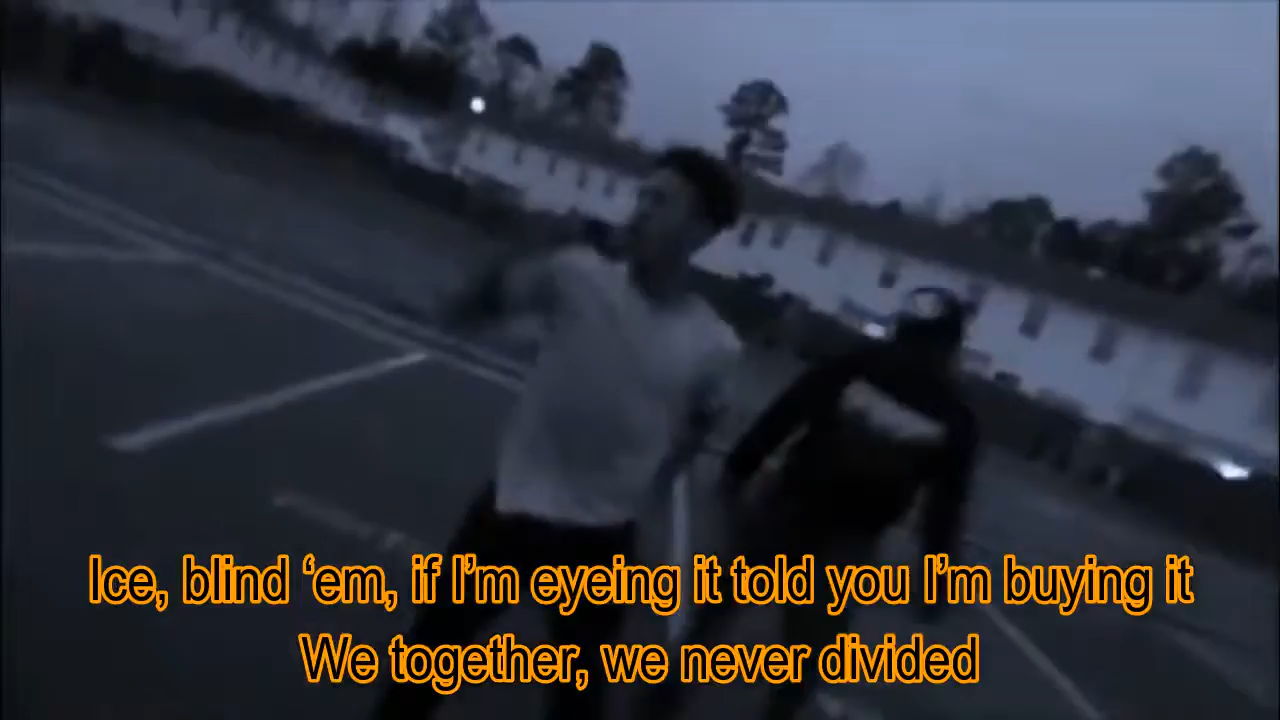 Ice, blind ‘em, if I’m eyeing it told you I’m buying it
We together, we never divided